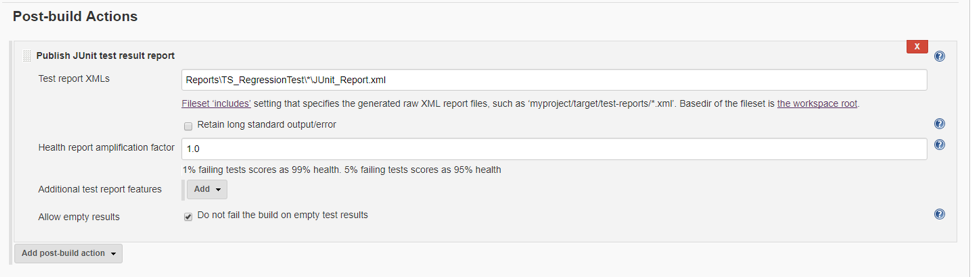 Post-build Actions
X
Publish JUnit test result report
Test report XMLs
Reports\TS_RegressionTest\*\JUnit_Report.xml
Fileset 'includes' setting that specifies the generated raw XML report files, such as 'myproject/target/test-reports/*.xml'. Basedir of the fileset is the workspace root.
Retain long standard output/error
Health report amplification factor
1.0
1% failing tests scores as 99% health. 5% failing tests scores as 95% health
Additional test report features
Add
Allow empty results
Do not fail the build on empty test results
Add post-build action